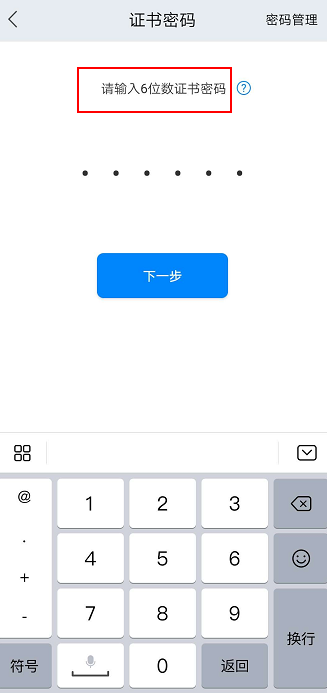 证书密码 密码管理
请输入6位数证书密码 ?
下一步
@ 1 2 3
.
4 5 6
+
- 7 8 9
换行
符号 0 返回